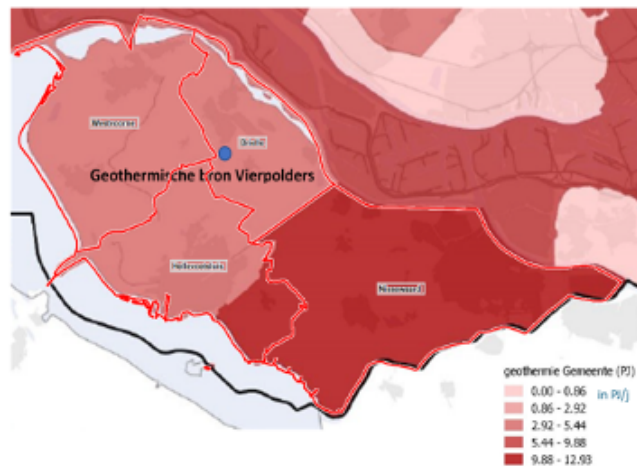 Westvoorne
Brielle
Geothermische bron Vierpolders
Hellevoetsluis
Nissewaard
geothermie Gemeente (PJ)
0.00 - 0.86 in PJ/j
0.86 - 2.92
2.92 - 5.44
5.44 - 9.88
9.88 - 12.93